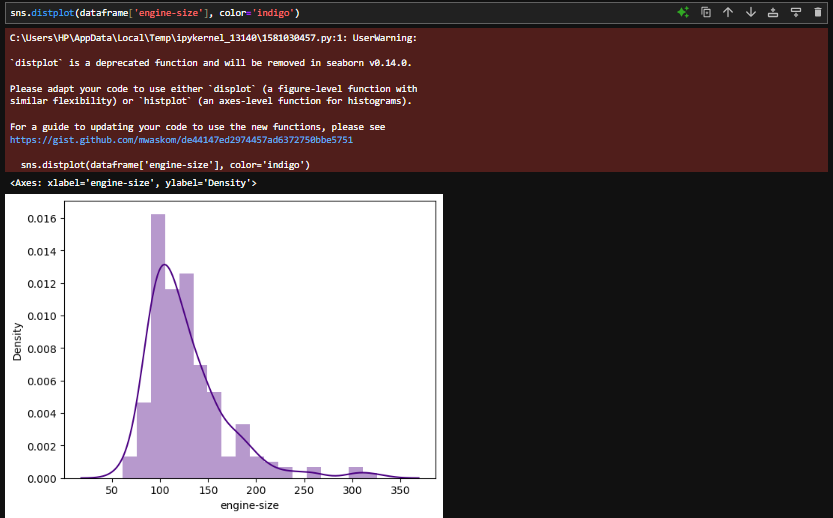 sns.distplot(dataframe['engine-size'], color='indigo')
C:\Users\HP\AppData\Local\Temp\ipykernel_13140\1581030457.py:1: UserWarning:
`distplot` is a deprecated function and will be removed in seaborn v0.14.0.
Please adapt your code to use either `displot` (a figure-level function with
similar flexibility) or `histplot` (an axes-level function for histograms).
For a guide to updating your code to use the new functions, please see
https://gist.github.com/mwaskom/de44147ed2974457ad6372750bbe5751
sns.distplot(dataframe['engine-size'], color='indigo')
<Axes: xlabel='engine-size', ylabel='Density'>
0.016
0.014
0.012
0.010
0.008
0.006
0.004
0.002
0.000
Density
50 100 150 200 250 300 350
engine-size